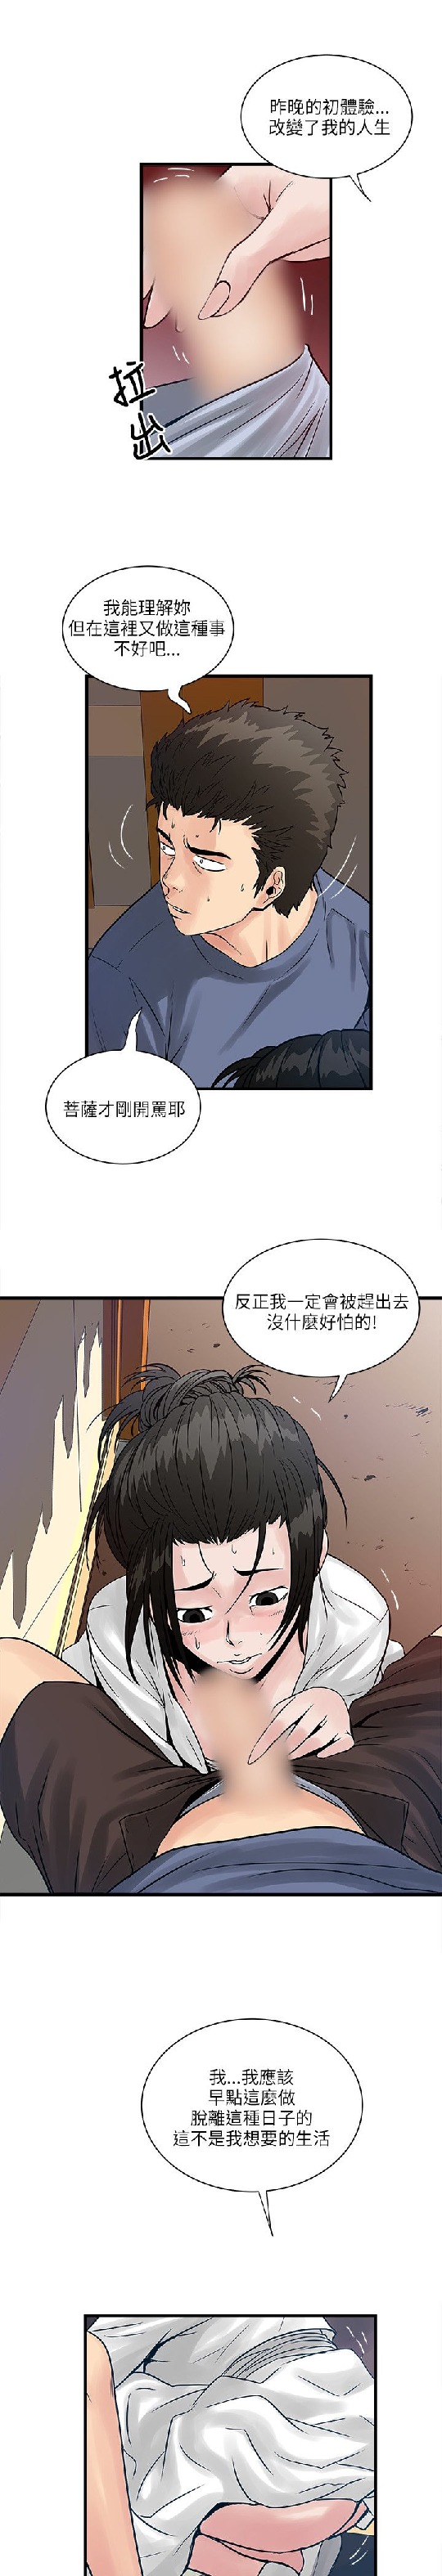 昨晚的初體驗...
改變了我的人生
拉出
我能理解妳
但在這裡又做這種事
不好吧...
菩薩才剛開罵耶
反正我一定會被趕出去
沒什麼好怕的!
我...我應該
早點這麼做
脫離這種日子的
這不是我想要的生活